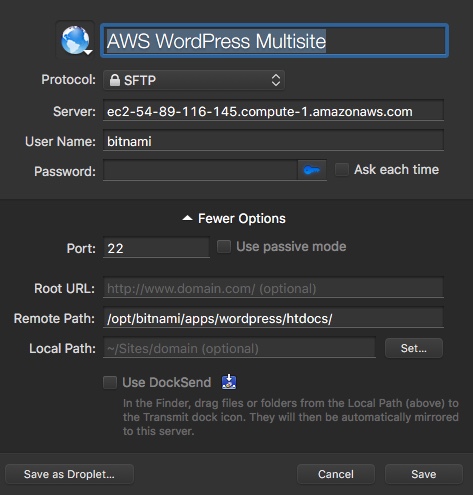 AWS WordPress Multisite
Protocol: SFTP
Server: ec2-54-89-116-145.compute-1.amazonaws.com
User Name: bitnami
Password: Ask each time
Fewer Options
Port: 22 Use passive mode
Root URL: http://www.domain.com/ (optional)
Remote Path: /opt/bitnami/apps/wordpress/htdocs/
Local Path: ~/Sites/domain (optional) Set...
Use DockSend
In the Finder, drag files or folders from the Local Path (above) to
the Transmit dock icon. They will then be automatically mirrored
to this server.
Save as Droplet... Cancel Save